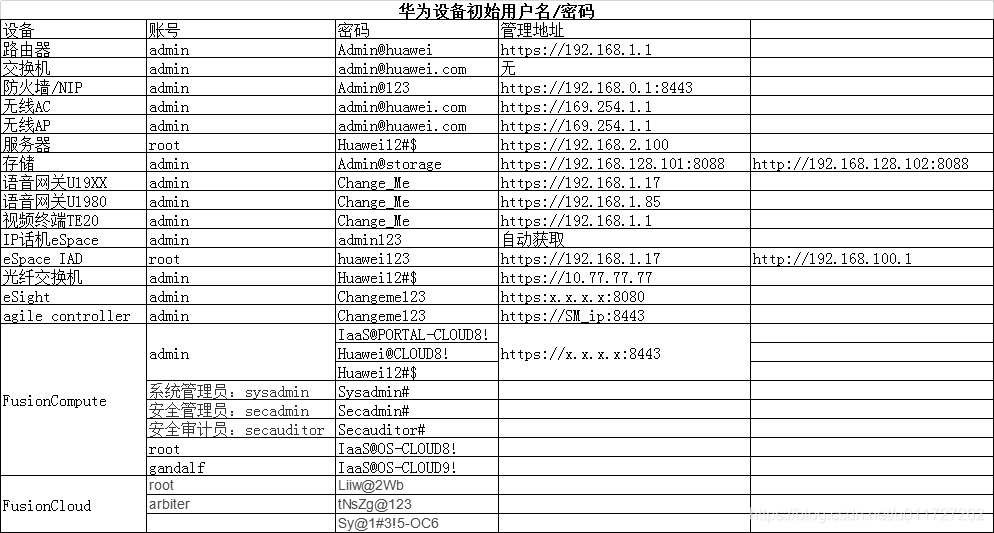 华为设备初始用户名/密码
设备 账号 密码 管理地址
路由器 admin Admin@huawei https://192.168.1.1
交换机 admin admin@huawei.com 无
防火墙/NIP admin Admin@123 https://192.168.0.1:8443
无线AC admin admin@huawei.com https://169.254.1.1
无线AP admin admin@huawei.com https://169.254.1.1
服务器 root Huawei12#$ https://192.168.2.100
存储 admin Admin@storage https://192.168.128.101:8088 http://192.168.128.102:8088
语音网关U19XX admin Change_Me https://192.168.1.17
语音网关U1980 admin Change_Me https://192.168.1.85
视频终端TE20 admin Change_Me https://192.168.1.1
IP话机eSpace admin admin123 自动获取
eSpace IAD root huawei123 https://192.168.1.17 http://192.168.100.1
光纤交换机 admin Huawei12#$ https://10.77.77.77
eSight admin Changeme123 https:x.x.x.x:8080
agile controller admin Changeme123 https://SM_ip:8443
IaaS@PORTAL-CLOUD8!
admin Huawei@CLOUD8! https://x.x.x.x:8443
Huawei12#$
系统管理员：sysadmin Sysadmin#
FusionCompute 安全管理员：secadmin Secadmin#
安全审计员：secauditor Secauditor#
root IaaS@OS-CLOUD8!
gandalf IaaS@OS-CLOUD9!
root Liiw@2Wb
FusionCloud arbiter tNsZg@123
Sy@1#3!5-OC6